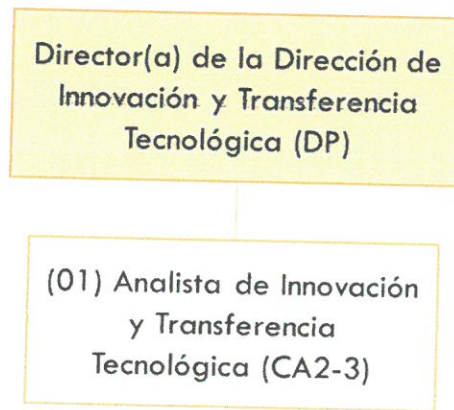 Director(a) de la Dirección de
Innovación y Transferencia
Tecnológica (DP)
(01) Analista de Innovación
y Transferencia
Tecnológica (CA2-3)